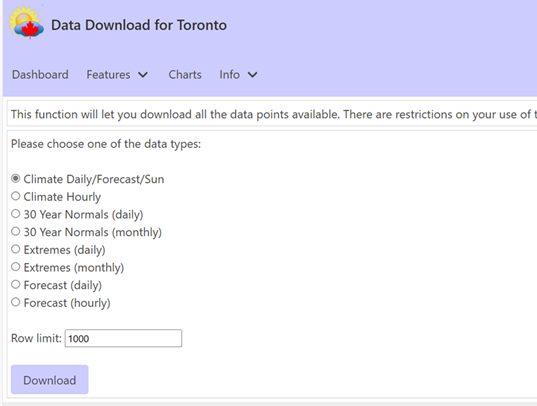 Data Download for Toronto
Dashboard Features Charts Info
This function will let you download all the data points available. There are restrictions on your use of
Please choose one of the data types:
Climate Daily/Forecast/Sun
Climate Hourly
30 Year Normals (daily)
30 Year Normals (monthly)
Extremes (daily)
Extremes (monthly)
Forecast (daily)
Forecast (hourly)
Row limit: 1000
Download